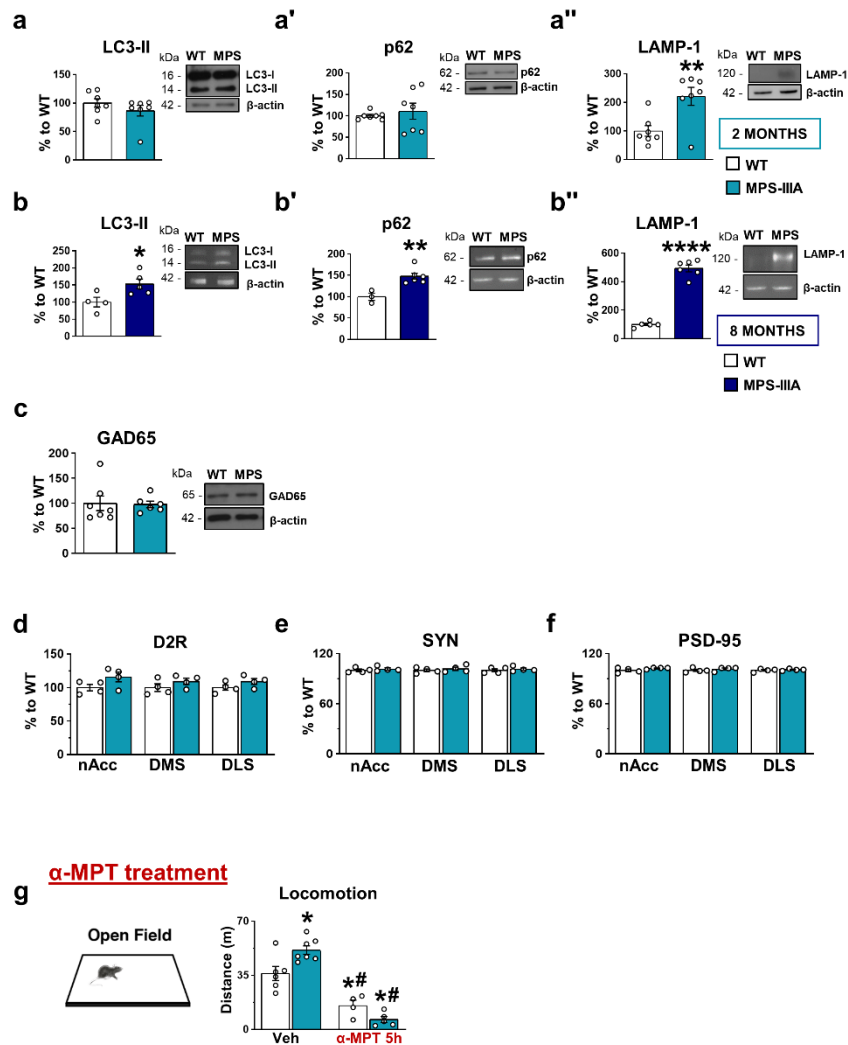 a
LC3-II
% to WT
150
100
50
0
kDa WT MPS
16 - LC3-I
14 - LC3-II
42 - β-actin
a'
p62
% to WT
200
150
100
50
0
kDa WT MPS
62 - p62
42 - β-actin
a"
LAMP-1
**
% to WT
400
300
200
100
0
kDa WT MPS
120 - LAMP-1
42 - β-actin
2 MONTHS
WT
MPS-IIIA
b
LC3-II
*
% to WT
250
200
150
100
50
0
kDa WT MPS
16 - LC3-I
14 - LC3-II
42 - β-actin
b'
p62
**
% to WT
200
150
100
50
0
kDa WT MPS
62 - p62
42 - β-actin
b"
LAMP-1
****
% to WT
600
400
200
0
kDa WT MPS
120 - LAMP-1
42 - β-actin
8 MONTHS
WT
MPS-IIIA
c
GAD65
% to WT
200
150
100
50
0
kDa WT MPS
65 - GAD65
42 - β-actin
d
D2R
% to WT
150
100
50
0
nAcc DMS DLS
e
SYN
% to WT
120
60
0
nAcc DMS DLS
f
PSD-95
% to WT
120
60
0
nAcc DMS DLS
α-MPT treatment
g
Open Field
Locomotion
Distance (m)
70
35
0
*
*#
*#
Veh α-MPT 5h